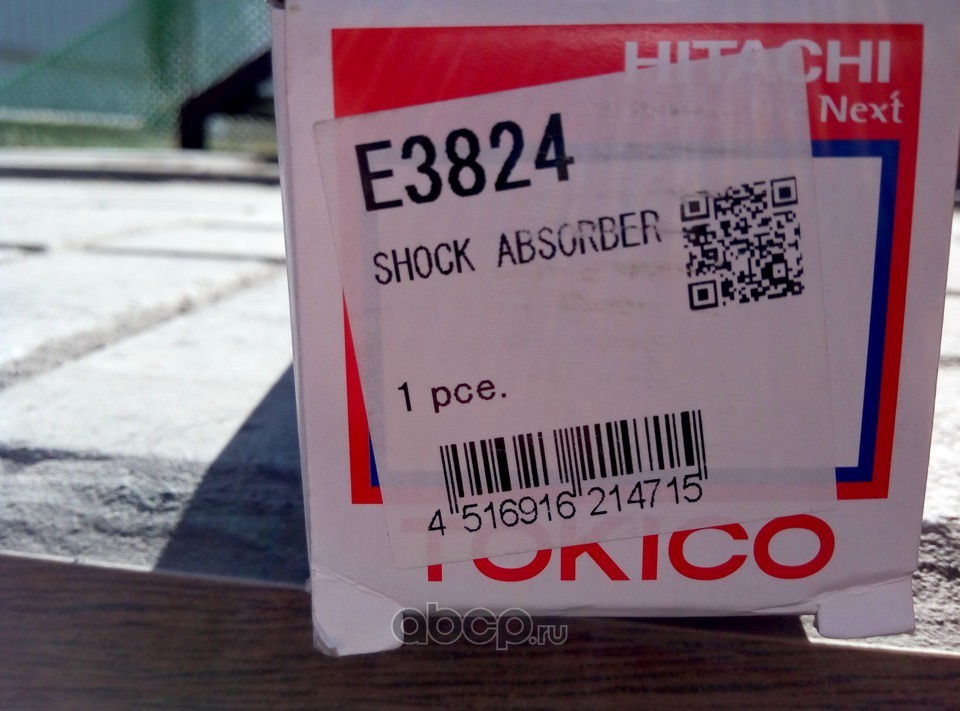 HITACHI
Next
E3824
SHOCK ABSORBER
1 pce.
4 516916 214715
TOKICO
abcp.ru